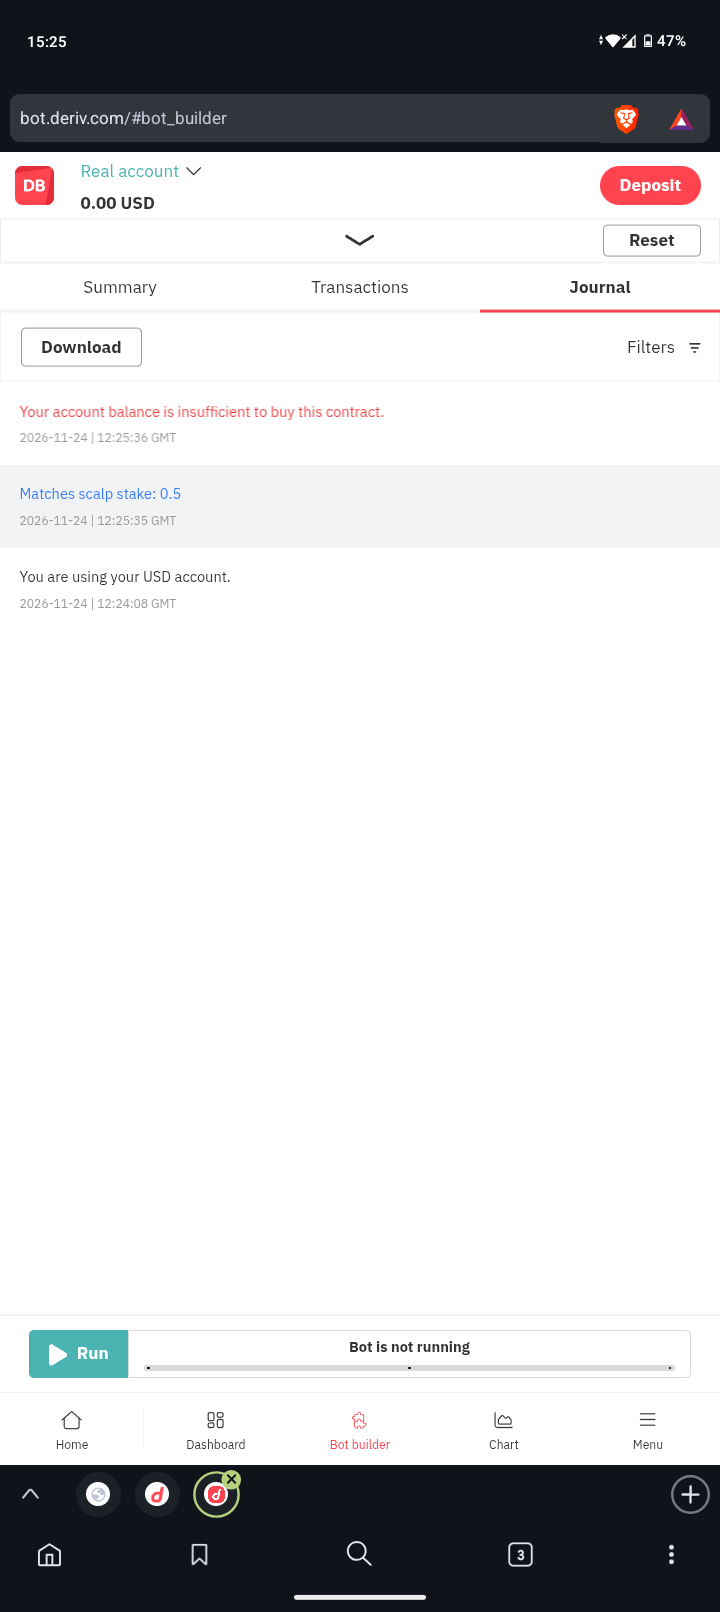 15:25
47%
bot.deriv.com/#bot_builder
DB
Real account
0.00 USD
Deposit
Reset
Summary
Transactions
Journal
Download
Filters
Your account balance is insufficient to buy this contract.
2026-11-24 | 12:25:36 GMT
Matches scalp stake: 0.5
2026-11-24 | 12:25:35 GMT
You are using your USD account.
2026-11-24 | 12:24:08 GMT
Run
Bot is not running
Home
Dashboard
Bot builder
Chart
Menu
3